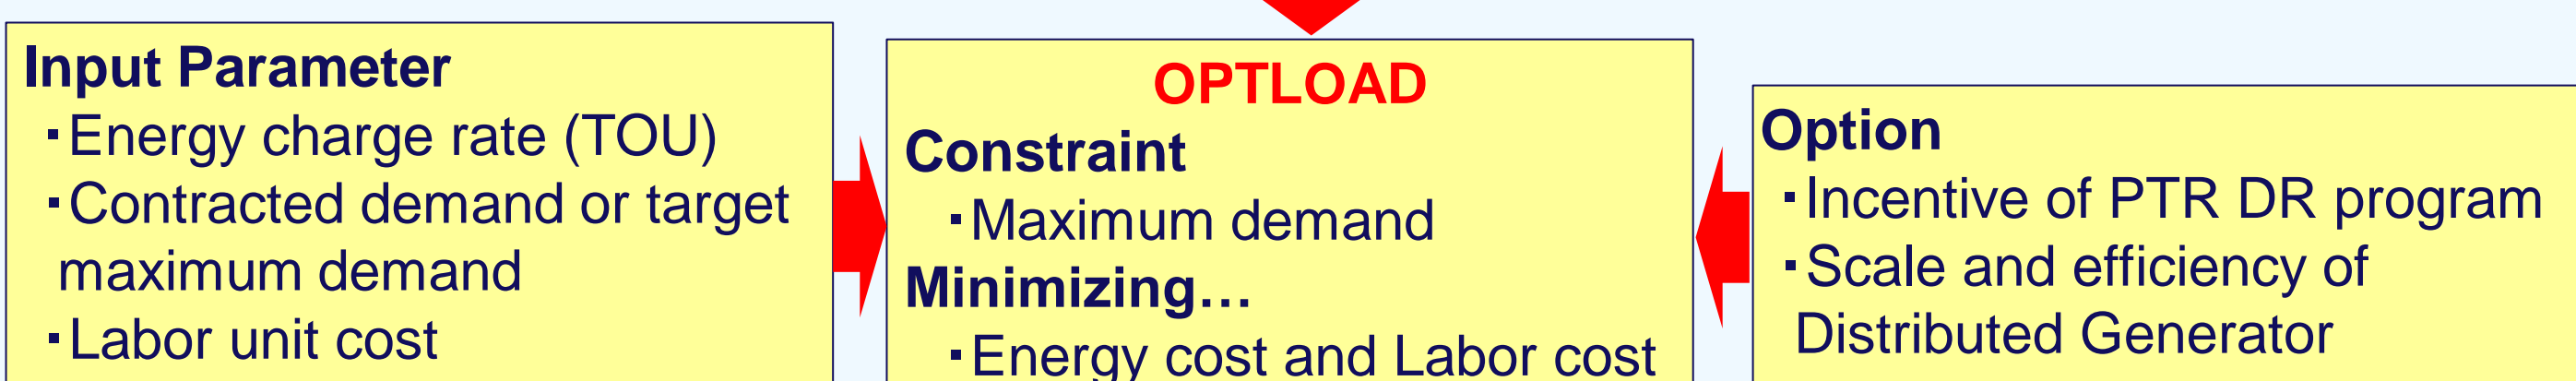 Input Parameter
・Energy charge rate (TOU)
・Contracted demand or target
maximum demand
・Labor unit cost
OPTLOAD
Constraint
・Maximum demand
Minimizing…
・Energy cost and Labor cost
Option
・Incentive of PTR DR program
・Scale and efficiency of
Distributed Generator